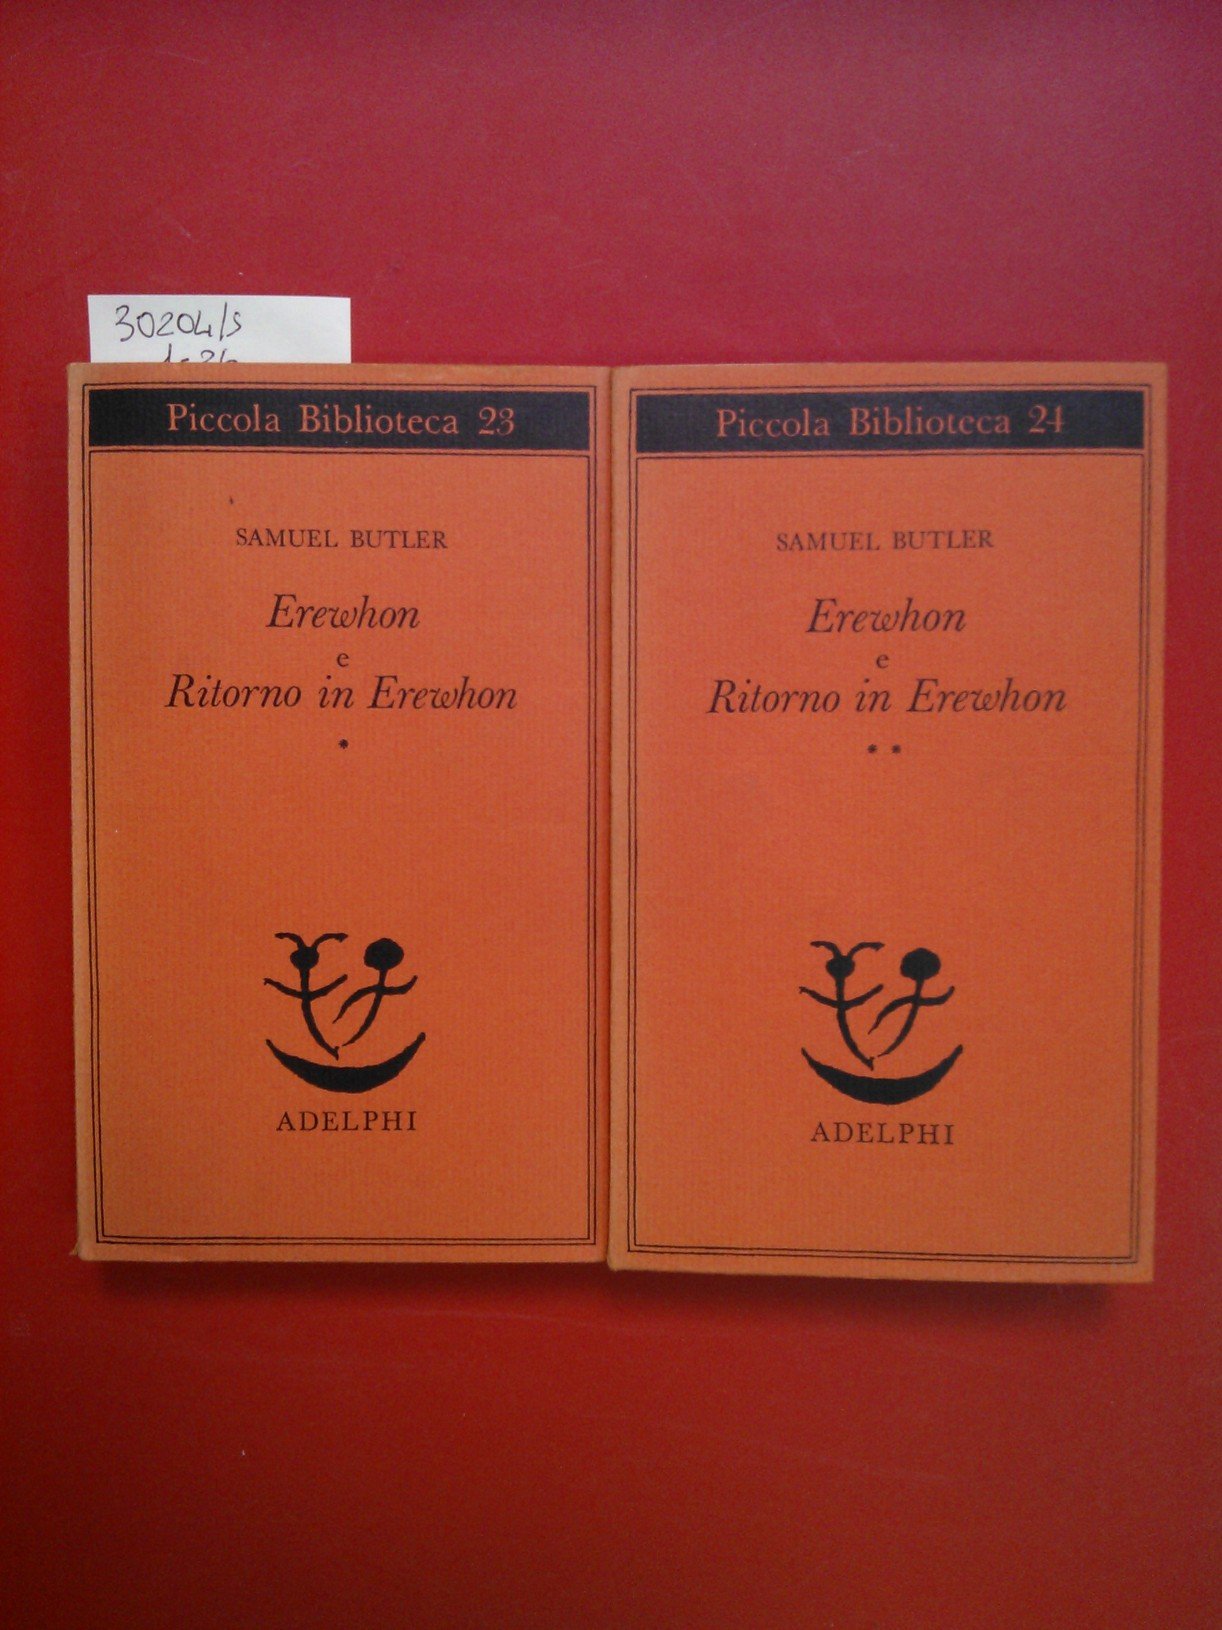 30204/s
Piccola Biblioteca 23
SAMUEL BUTLER
Erewhon
e
Ritorno in Erewhon
*
ADELPHI
Piccola Biblioteca 24
SAMUEL BUTLER
Erewhon
e
Ritorno in Erewhon
* *
ADELPHI